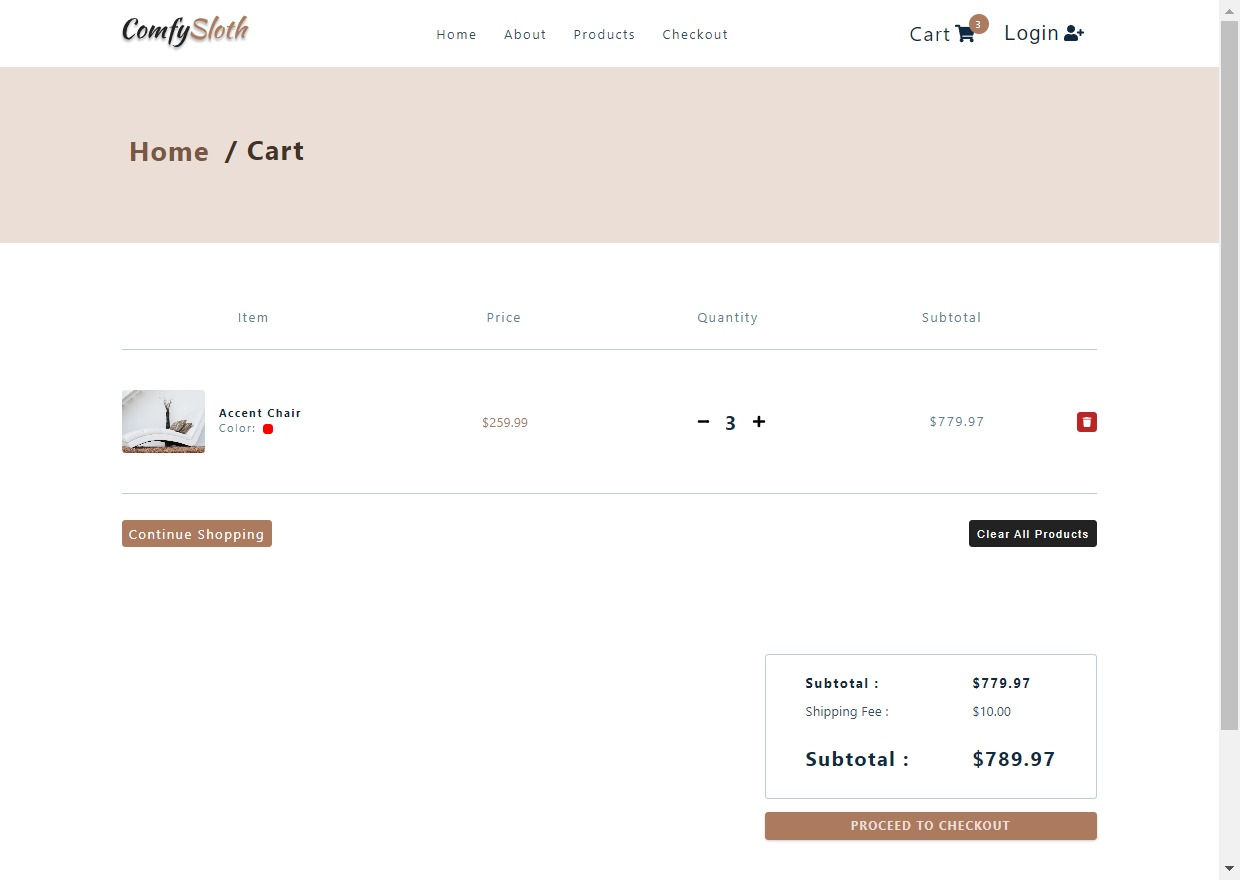 ComfySloth
Home About Products Checkout
Cart 3 Login
Home / Cart
Item Price Quantity Subtotal
Accent Chair
Color:
$259.99
3
$779.97
Continue Shopping
Clear All Products
Subtotal : $779.97
Shipping Fee : $10.00
Subtotal : $789.97
PROCEED TO CHECKOUT